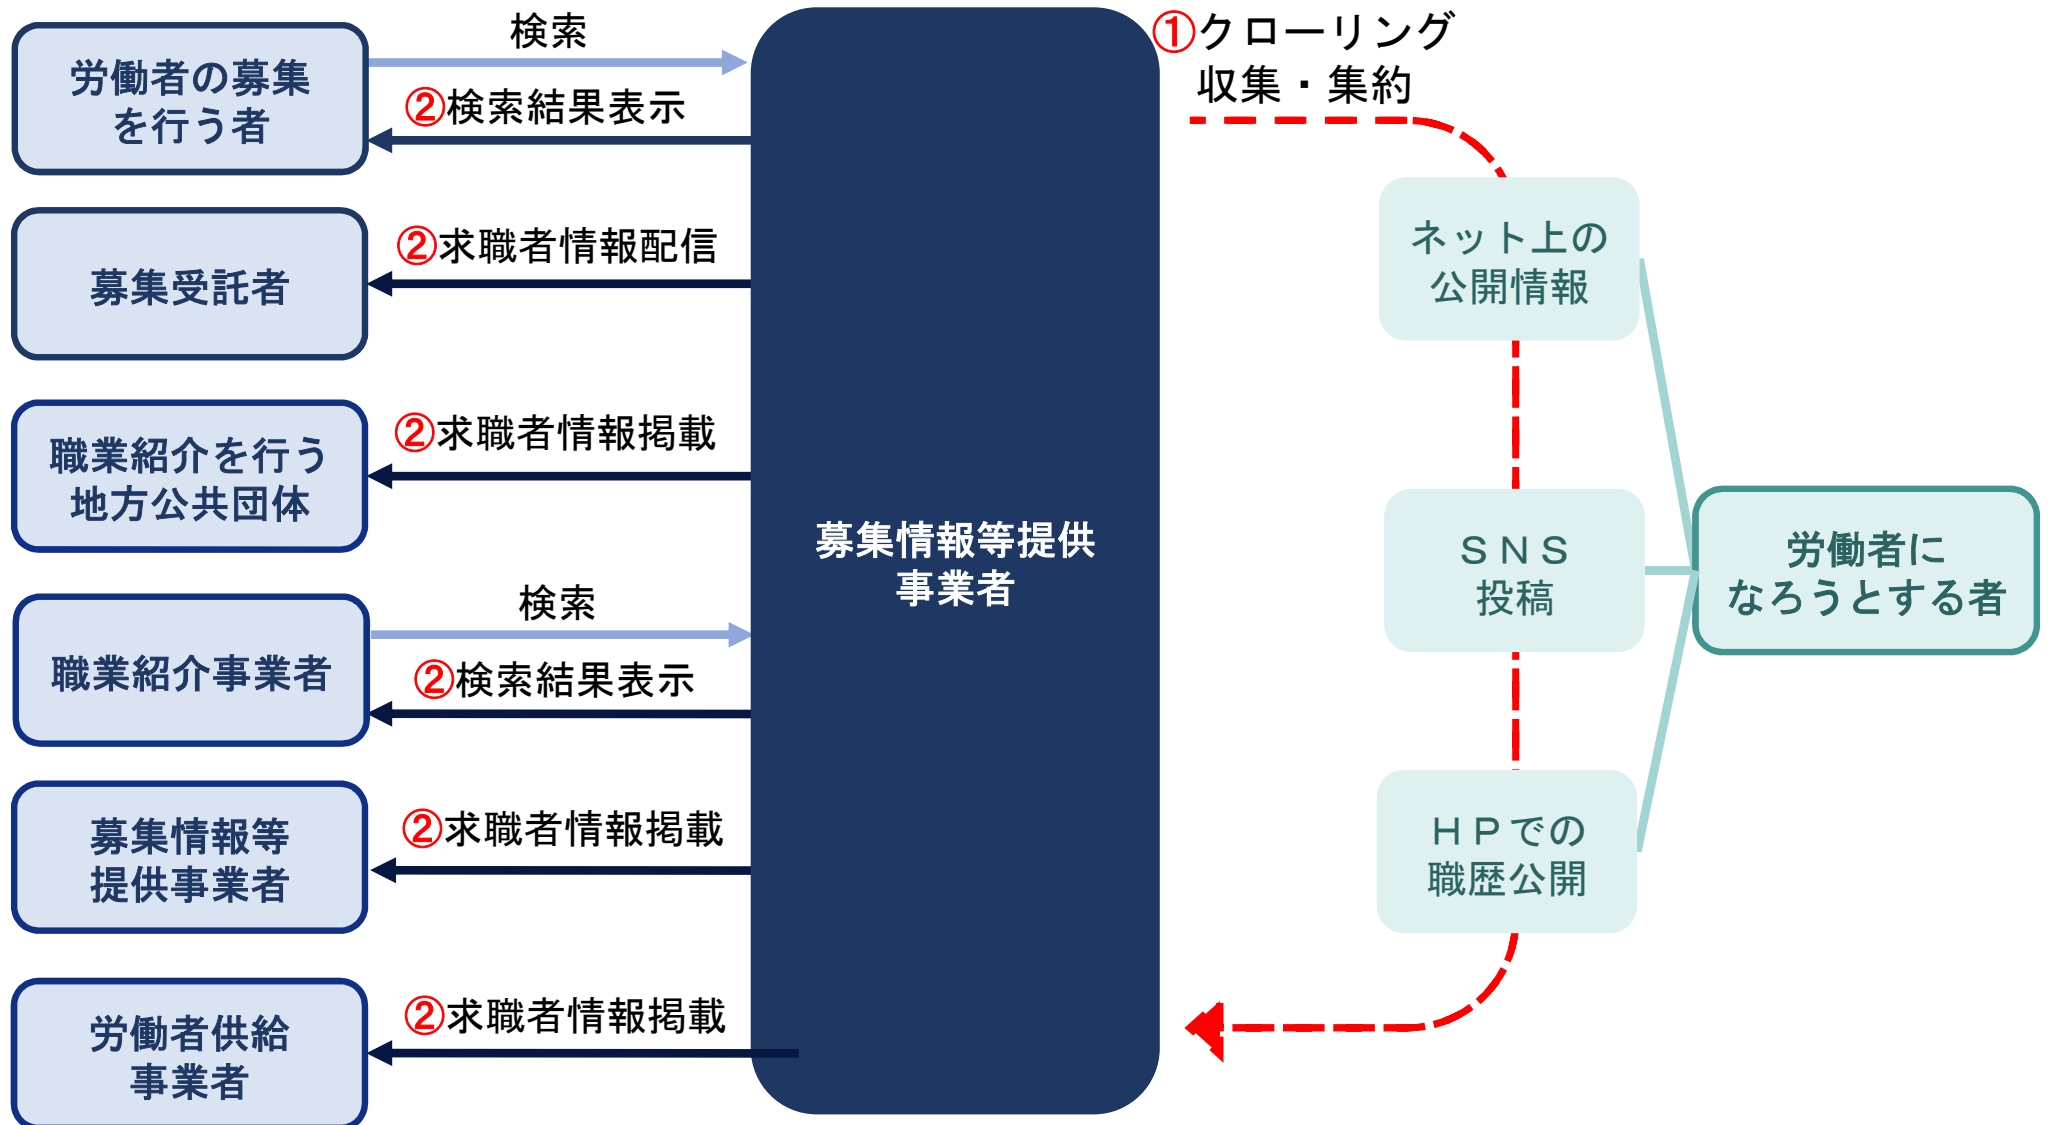 検索
労働者の募集
を行う者
②検索結果表示
②求職者情報配信
募集受託者
②求職者情報掲載
職業紹介を行う
地方公共団体
検索
職業紹介事業者
②検索結果表示
②求職者情報掲載
募集情報等
提供事業者
②求職者情報掲載
労働者供給
事業者
募集情報等提供
事業者
①クローリング
収集・集約
ネット上の
公開情報
ＳＮＳ
投稿
ＨＰでの
職歴公開
労働者に
なろうとする者